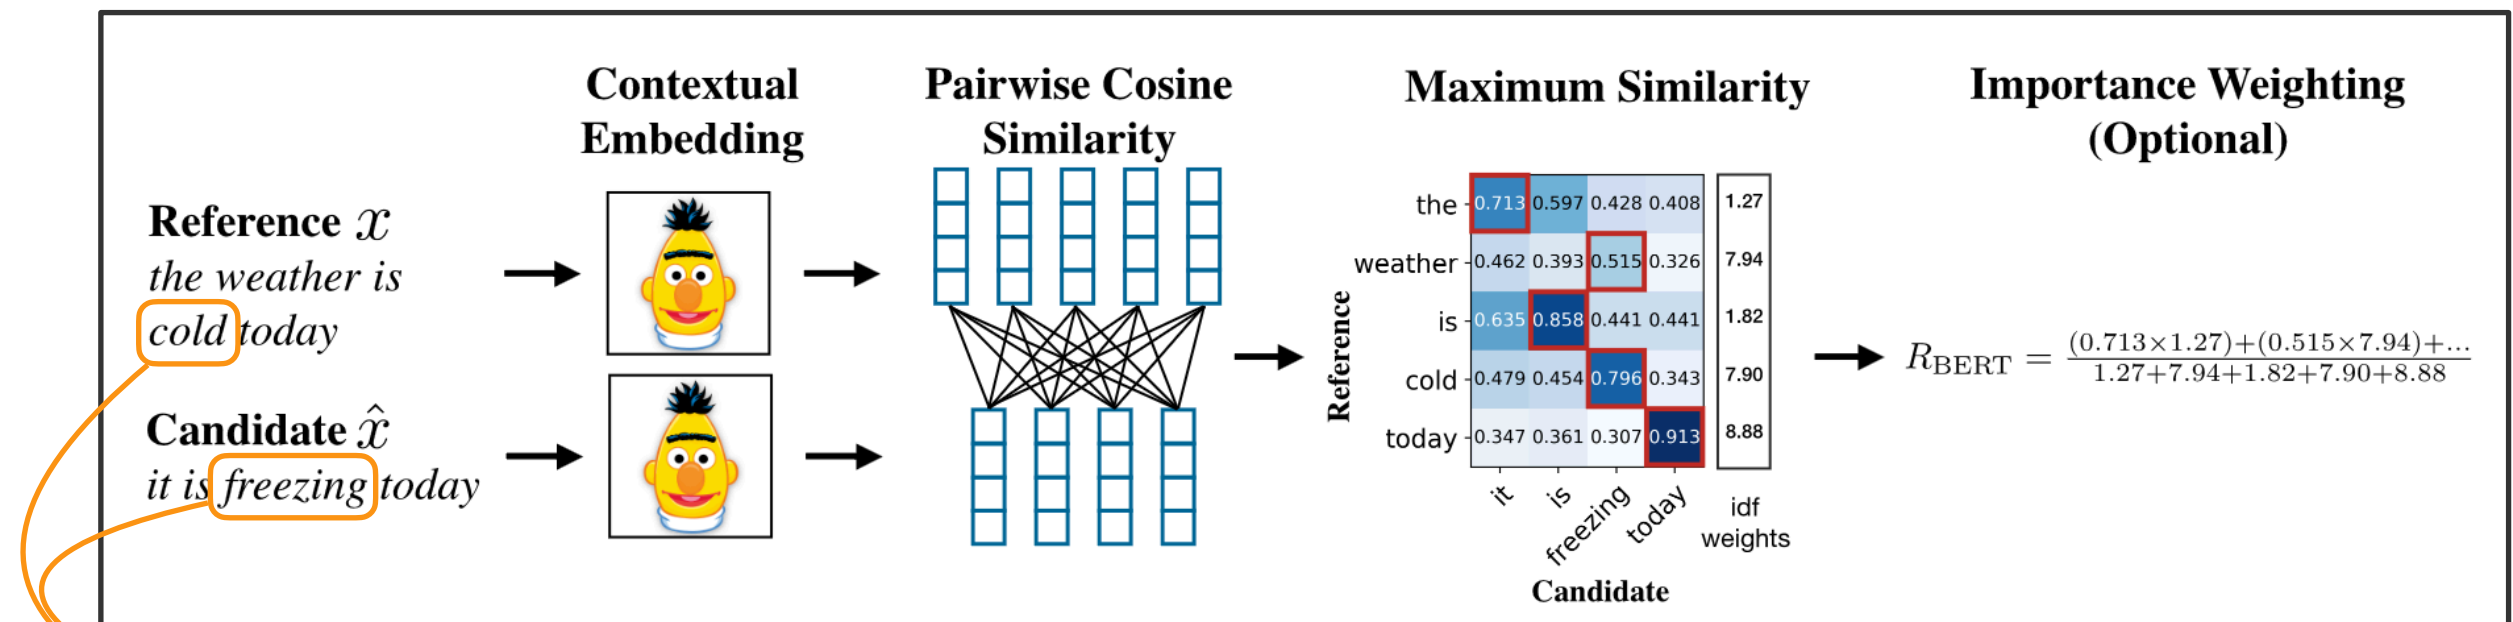 Contextual
Embedding
Pairwise Cosine
Similarity
Maximum Similarity
Importance Weighting
(Optional)
Reference x
the weather is
cold today
Candidate x̂
it is freezing today
Reference
the 0.713 0.597 0.428 0.408 1.27
weather 0.462 0.393 0.515 0.326 7.94
is 0.635 0.858 0.441 0.441 1.82
cold 0.479 0.454 0.796 0.343 7.90
today 0.347 0.361 0.307 0.913 8.88
it is freezing today
idf
weights
Candidate
R_BERT = (0.713×1.27)+(0.515×7.94)+... / 1.27+7.94+1.82+7.90+8.88